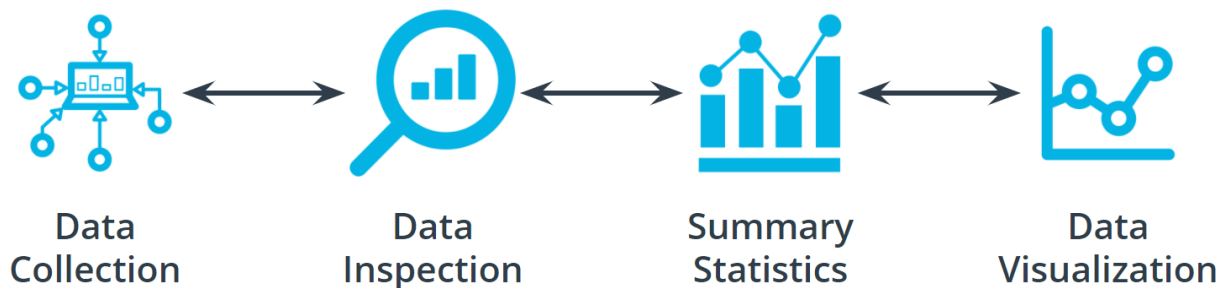 Data
Collection
Data
Inspection
Summary
Statistics
Data
Visualization